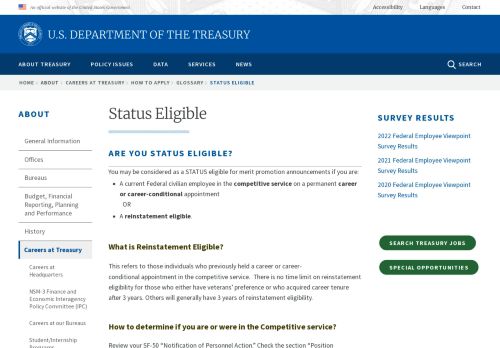 An official website of the United States Government
Accessibility
Languages
Contact
U.S. DEPARTMENT OF THE TREASURY
ABOUT TREASURY
POLICY ISSUES
DATA
SERVICES
NEWS
SEARCH
HOME › ABOUT › CAREERS AT TREASURY › HOW TO APPLY › GLOSSARY › STATUS ELIGIBLE
ABOUT
General Information
Offices
Bureaus
Budget, Financial
Reporting, Planning
and Performance
History
Careers at Treasury
Careers at
Headquarters
NSM-3 Finance and
Economic Interagency
Policy Committee (IPC)
Careers at our Bureaus
Student/Internship
Status Eligible
ARE YOU STATUS ELIGIBLE?
You may be considered as a STATUS eligible for merit promotion announcements if you are:
• A current Federal civilian employee in the competitive service on a permanent career
or career-conditional appointment
OR
• A reinstatement eligible.
What is Reinstatement Eligible?
This refers to those individuals who previously held a career or career-
conditional appointment in the competitive service. There is no time limit on reinstatement
eligibility for those who either have veterans' preference or who acquired career tenure
after 3 years. Others will generally have 3 years of reinstatement eligibility.
How to determine if you are or were in the Competitive service?
Review your SF-50 "Notification of Personnel Action." Check the section "Position
SURVEY RESULTS
2022 Federal Employee Viewpoint
Survey Results
2021 Federal Employee Viewpoint
Survey Results
2020 Federal Employee Viewpoint
Survey Results
SEARCH TREASURY JOBS
SPECIAL OPPORTUNITIES